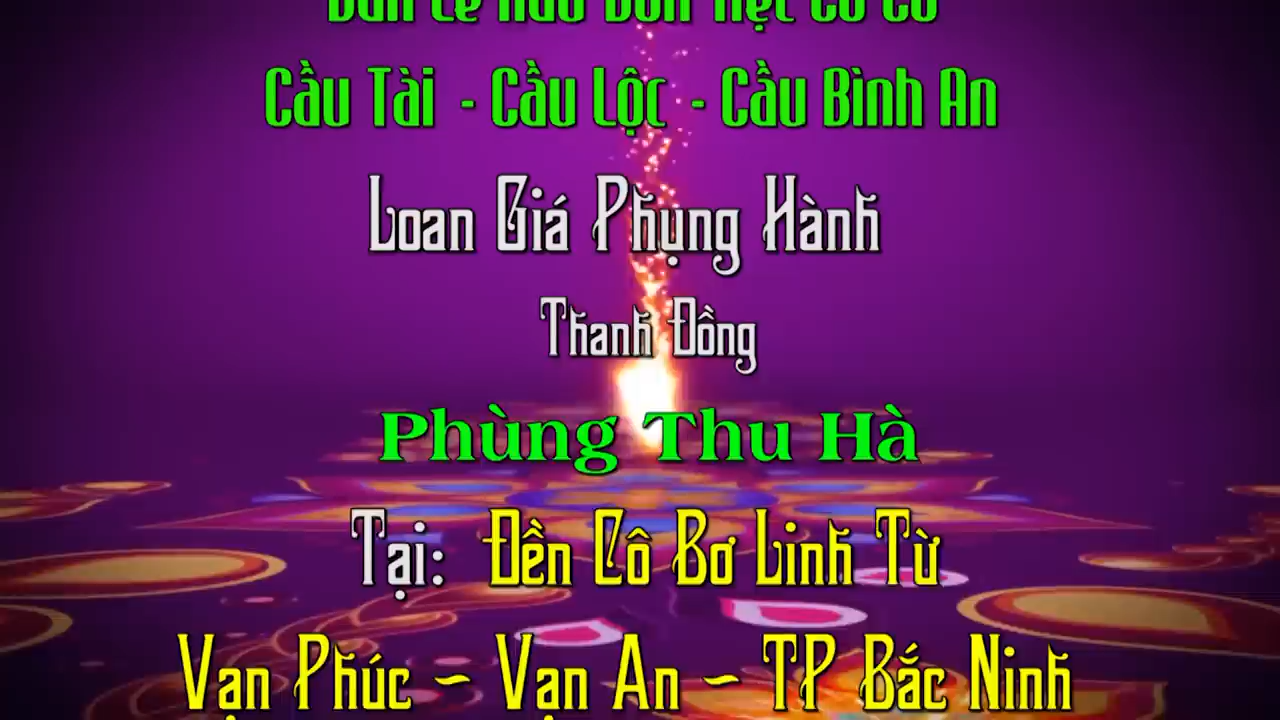 Cầu Tài - Cầu Lộc - Cầu Bình An
Loan Giá Phụng Hành
Thanh Đồng
Phùng Thu Hà
Tại: Đền Cô Bơ Linh Từ
Vạn Phúc ~ Vạn An ~ TP Bắc Ninh